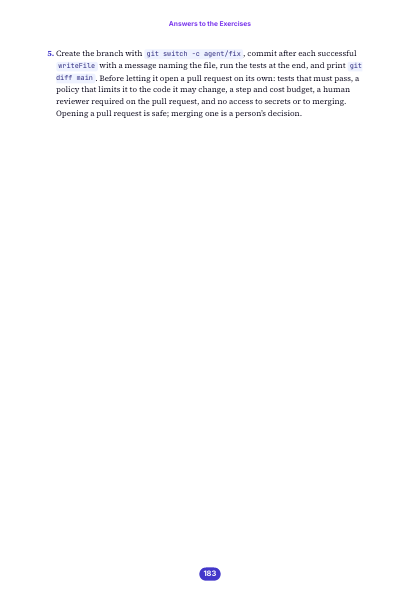 Answers to the Exercises
5. Create the branch with git switch -c agent/fix, commit after each successful
writeFile with a message naming the file, run the tests at the end, and print git
diff main. Before letting it open a pull request on its own: tests that must pass, a
policy that limits it to the code it may change, a step and cost budget, a human
reviewer required on the pull request, and no access to secrets or to merging.
Opening a pull request is safe; merging one is a person’s decision.
183